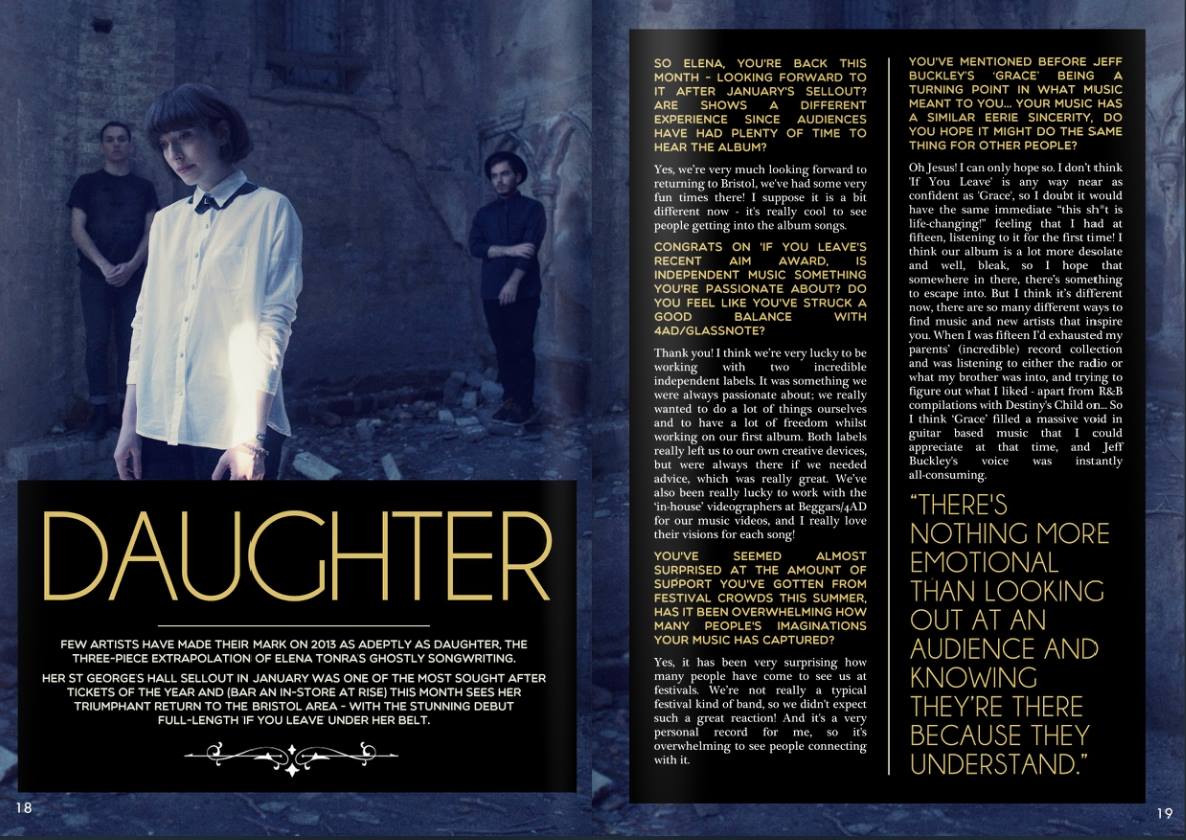 DAUGHTER
FEW ARTISTS HAVE MADE THEIR MARK ON 2013 AS ADEPTLY AS DAUGHTER, THE
THREE-PIECE EXTRAPOLATION OF ELENA TONRA'S GHOSTLY SONGWRITING.
HER ST GEORGE'S HALL SELLOUT IN JANUARY WAS ONE OF THE MOST SOUGHT AFTER
TICKETS OF THE YEAR AND (BAR AN IN-STORE AT RISE) THIS MONTH SEES HER
TRIUMPHANT RETURN TO THE BRISTOL AREA - WITH THE STUNNING DEBUT
FULL-LENGTH IF YOU LEAVE UNDER HER BELT.
18
SO ELENA, YOU'RE BACK THIS
MONTH - LOOKING FORWARD TO
IT AFTER JANUARY'S SELLOUT?
ARE SHOWS A DIFFERENT
EXPERIENCE SINCE AUDIENCES
HAVE HAD PLENTY OF TIME TO
HEAR THE ALBUM?
Yes, we're very much looking forward to
returning to Bristol, we've had some very
fun times there! I suppose it is a bit
different now - it's really cool to see
people getting into the album songs.
CONGRATS ON 'IF YOU LEAVE'S
RECENT AIM AWARD, IS
INDEPENDENT MUSIC SOMETHING
YOU'RE PASSIONATE ABOUT? DO
YOU FEEL LIKE YOU'VE STRUCK A
GOOD BALANCE WITH
4AD/GLASSNOTE?
Thank you! I think we're very lucky to be
working with two incredible
independent labels. It was something we
were always passionate about; we really
wanted to do a lot of things ourselves
and to have a lot of freedom whilst
working on our first album. Both labels
really left us to our own creative devices,
but were always there if we needed
advice, which was really great. We've
also been really lucky to work with the
'in-house' videographers at Beggars/4AD
for our music videos, and I really love
their visions for each song!
YOU'VE SEEMED ALMOST
SURPRISED AT THE AMOUNT OF
SUPPORT YOU'VE GOTTEN FROM
FESTIVAL CROWDS THIS SUMMER,
HAS IT BEEN OVERWHELMING HOW
MANY PEOPLE'S IMAGINATIONS
YOUR MUSIC HAS CAPTURED?
Yes, it has been very surprising how
many people have come to see us at
festivals. We're not really a typical
festival kind of band, so we didn't expect
such a great reaction! And it's a very
personal record for me, so it's
overwhelming to see people connecting
with it.
YOU'VE MENTIONED BEFORE JEFF
BUCKLEY'S 'GRACE' BEING A
TURNING POINT IN WHAT MUSIC
MEANT TO YOU... YOUR MUSIC HAS
A SIMILAR EERIE SINCERITY, DO
YOU HOPE IT MIGHT DO THE SAME
THING FOR OTHER PEOPLE?
Oh Jesus! I can only hope so. I don't think
'If You Leave' is any way near as
confident as 'Grace', so I doubt it would
have the same immediate “this sh*t is
life-changing!” feeling that I had at
fifteen, listening to it for the first time! I
think our album is a lot more desolate
and well, bleak, so I hope that
somewhere in there, there's something
to escape into. But I think it's different
now, there are so many different ways to
find music and new artists that inspire
you. When I was fifteen I'd exhausted my
parents' (incredible) record collection
and was listening to either the radio or
what my brother was into, and trying to
figure out what I liked - apart from R&B
compilations with Destiny's Child on... So
I think 'Grace' filled a massive void in
guitar based music that I could
appreciate at that time, and Jeff
Buckley's voice was instantly
all-consuming.
“THERE'S
NOTHING MORE
EMOTIONAL
THAN LOOKING
OUT AT AN
AUDIENCE AND
KNOWING
THEY'RE THERE
BECAUSE THEY
UNDERSTAND.”
19